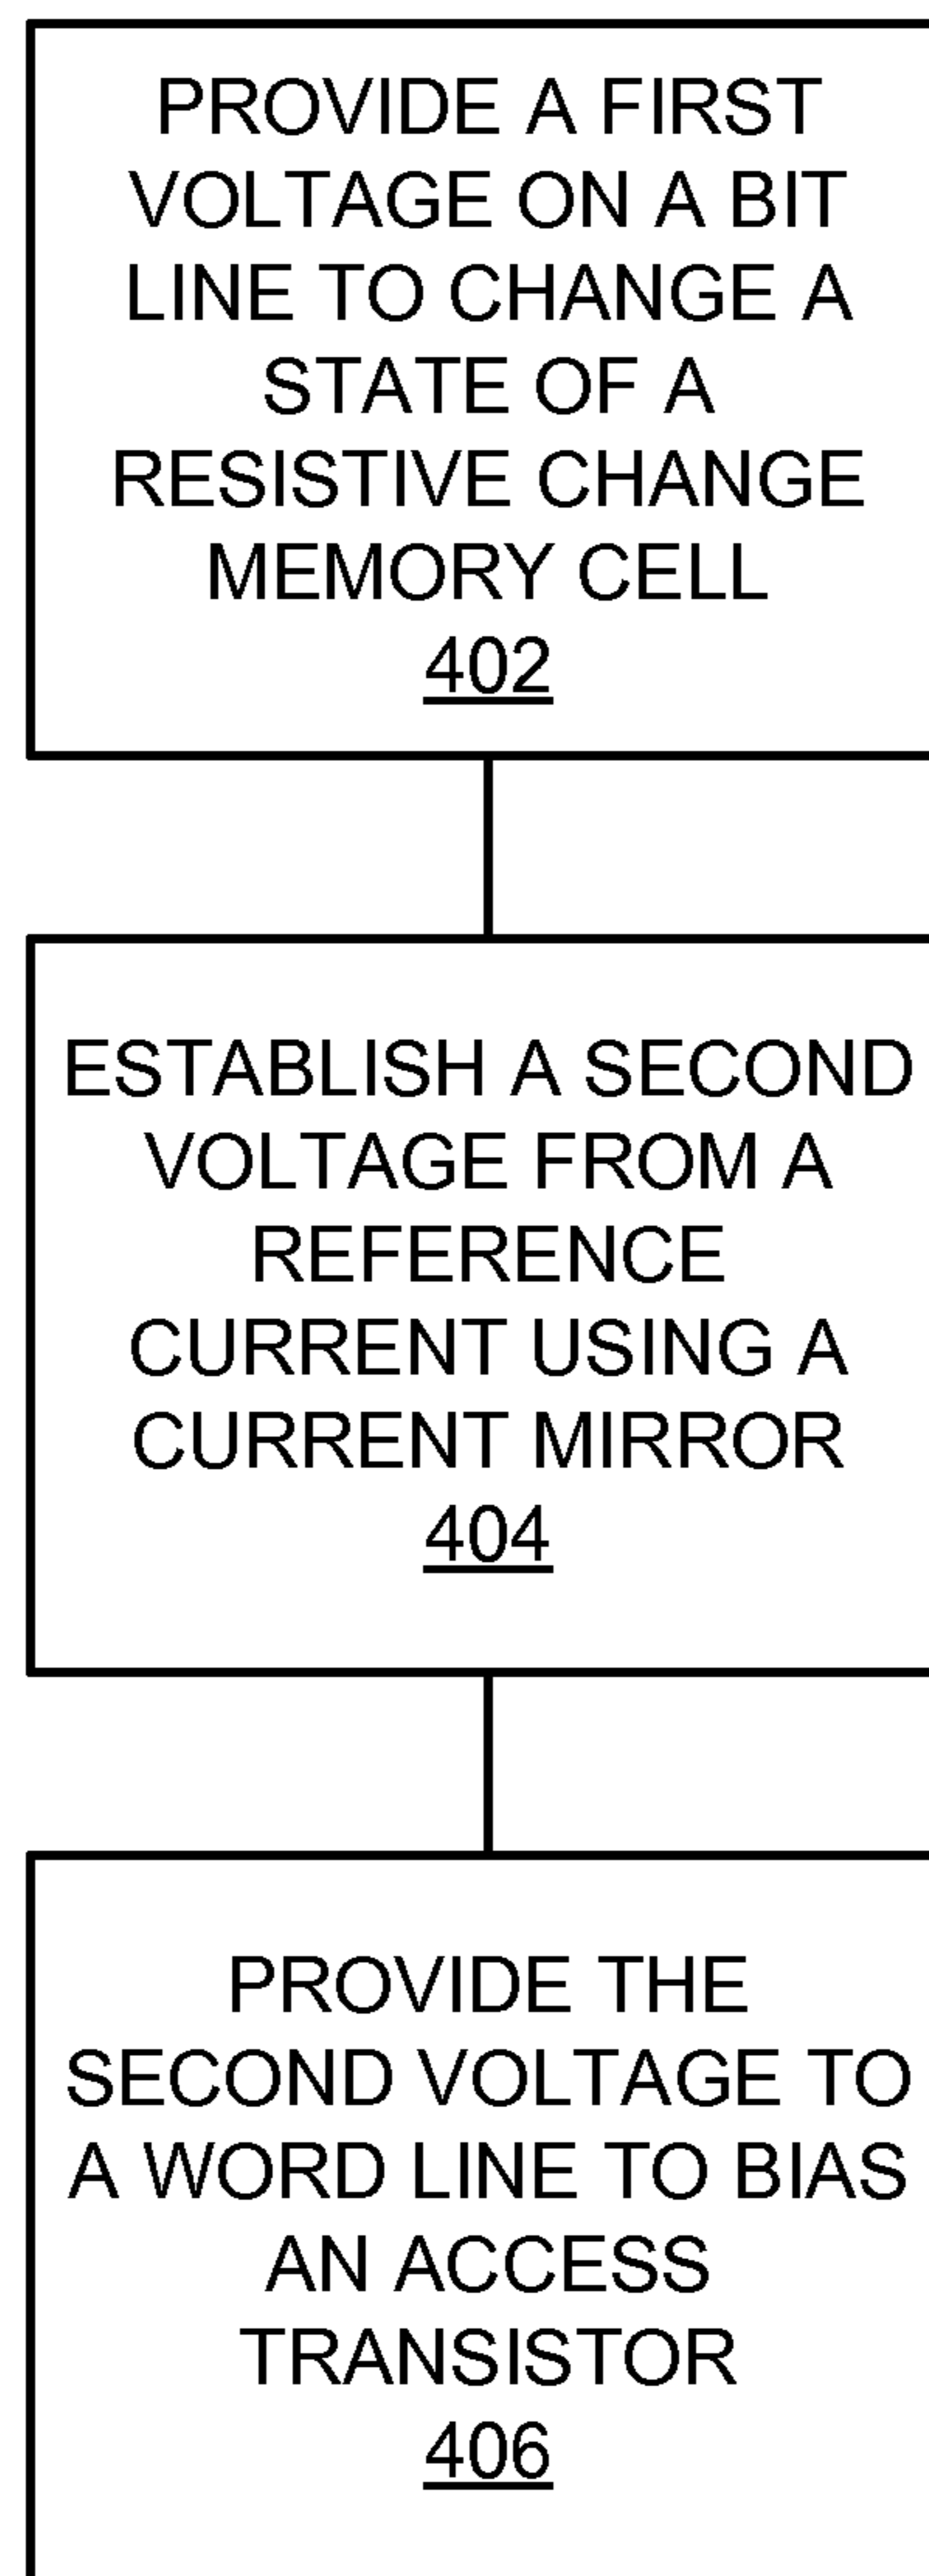 PROVIDE A FIRST
VOLTAGE ON A BIT
LINE TO CHANGE A
STATE OF A
RESISTIVE CHANGE
MEMORY CELL
402
ESTABLISH A SECOND
VOLTAGE FROM A
REFERENCE
CURRENT USING A
CURRENT MIRROR
404
PROVIDE THE
SECOND VOLTAGE TO
A WORD LINE TO BIAS
AN ACCESS
TRANSISTOR
406